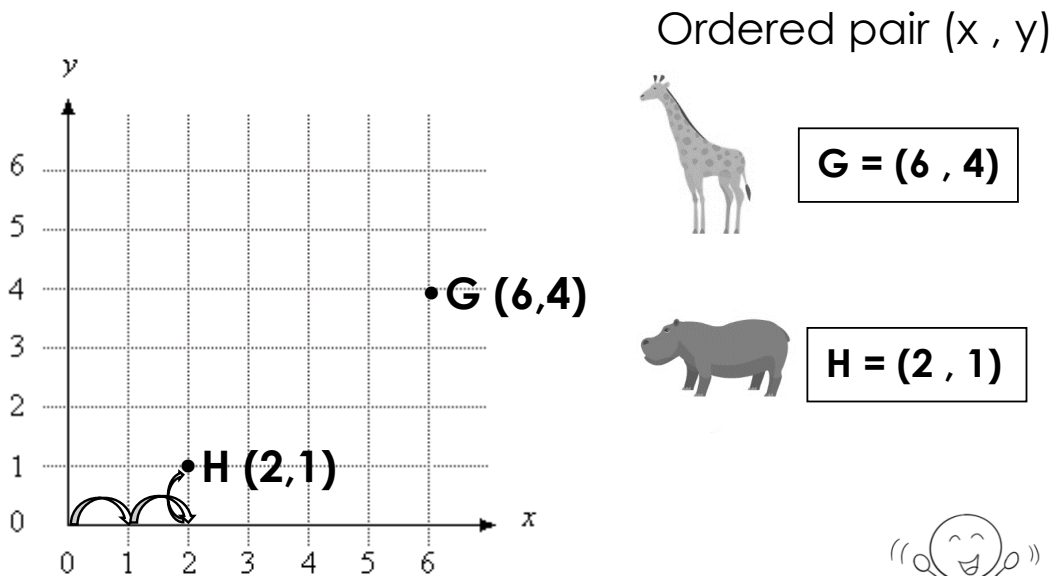 Ordered pair (x , y)
y
6
5
4
3
2
1
0
0 1 2 3 4 5 6
x
G (6,4)
H (2,1)
G = (6 , 4)
H = (2 , 1)